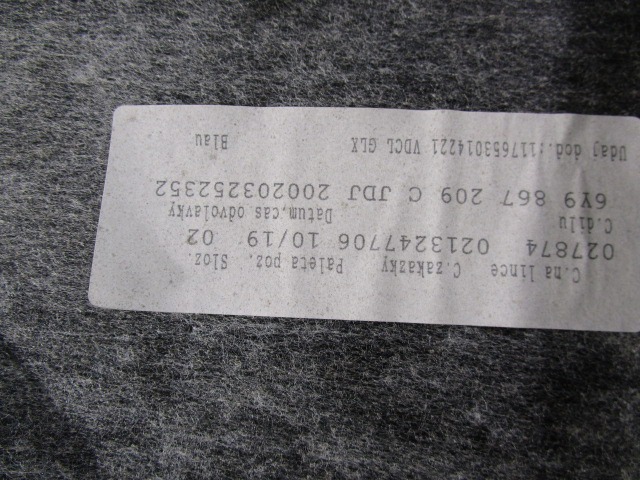 C.na lince C.zakazky Paleta poz. Sloz.
027874 0213247706 10/19 02
C.dilu Datum,cas odvolavky
6Y9 867 209 C JDJ 200203252352
Udaj dod.:117653014221 VDCL GLX Blau